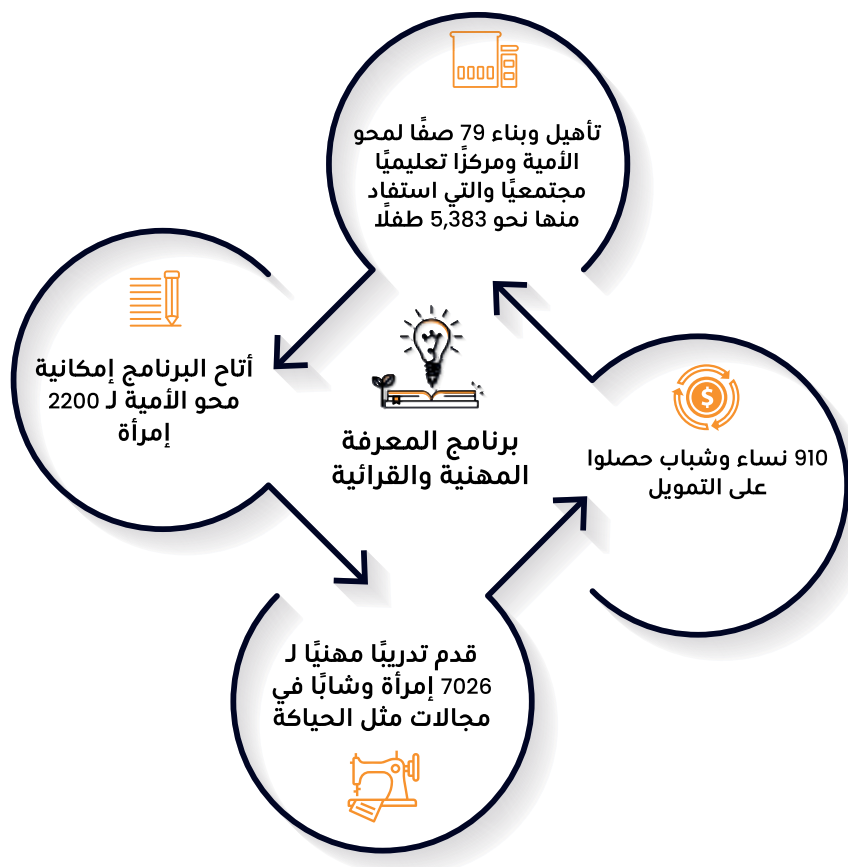 تأهيل وبناء 79 صفًا لمحو
الأمية ومركزًا تعليميًا
مجتمعيًا والتي استفاد
منها نحو 5,383 طفلًا
أتاح البرنامج إمكانية
محو الأمية لـ 2200
إمرأة
برنامج المعرفة
المهنية والقرائية
910 نساء وشباب حصلوا
على التمويل
قدم تدريبًا مهنيًا لـ
7026 إمرأة وشابًا في
مجالات مثل الحياكة